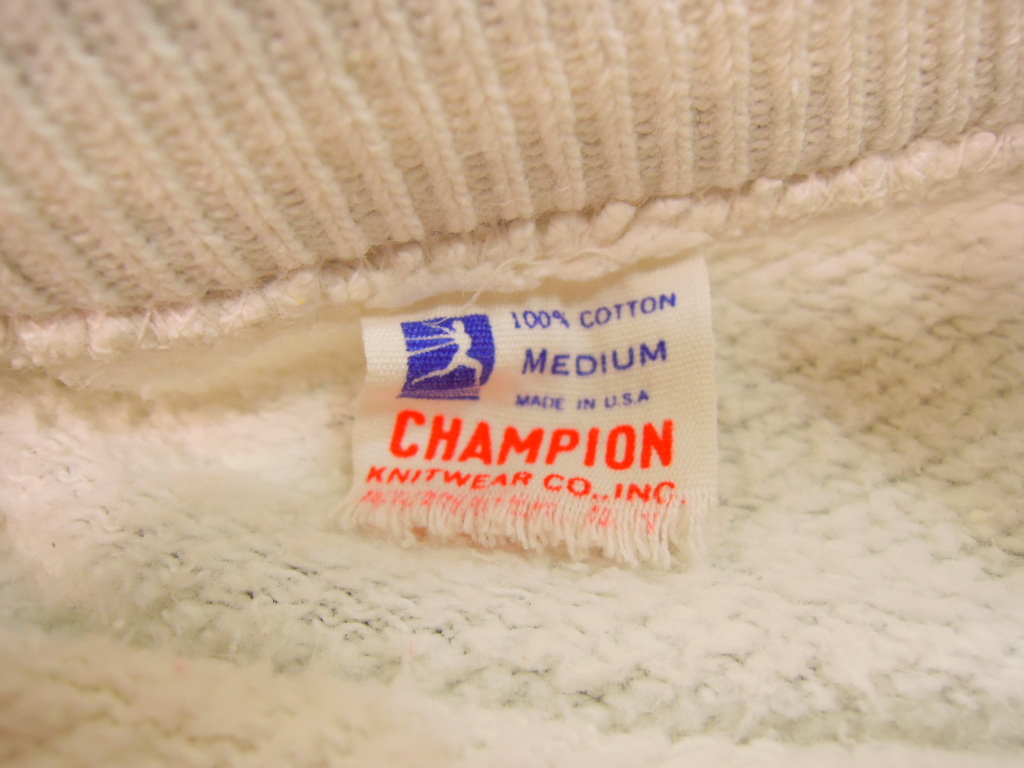 100% COTTON
MEDIUM
MADE IN U.S.A
CHAMPION
KNITWEAR CO., INC.